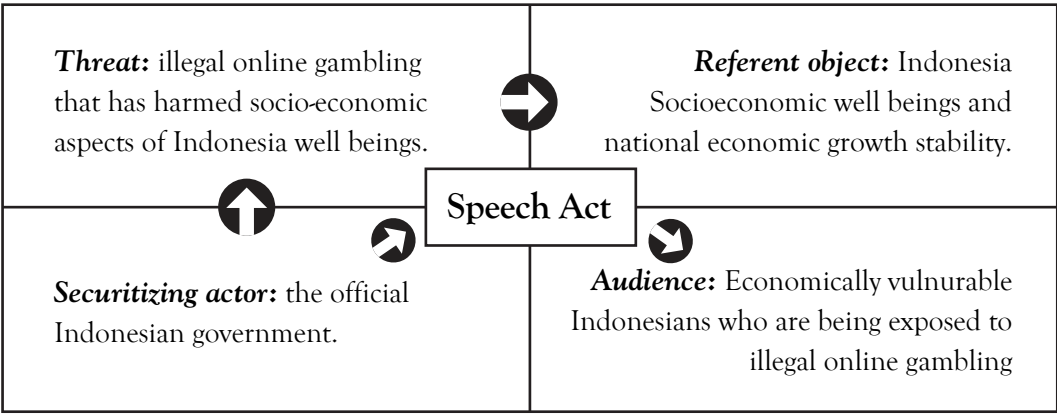 Threat: illegal online gambling
that has harmed socio-economic
aspects of Indonesia well beings.
Referent object: Indonesia
Socioeconomic well beings and
national economic growth stability.
Speech Act
Securitizing actor: the official
Indonesian government.
Audience: Economically vulnurable
Indonesians who are being exposed to
illegal online gambling